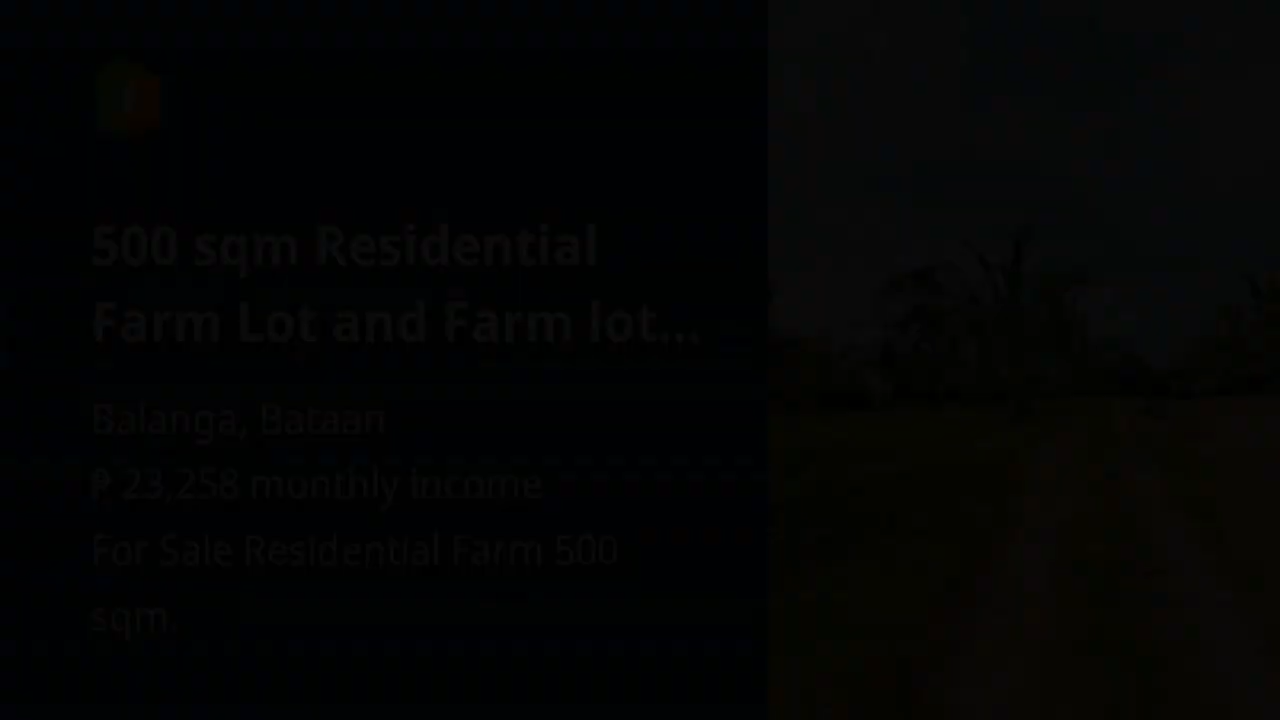 500 sqm Residential
Farm Lot and Farm lot...
Balanga, Bataan
₱ 23,258 monthly income
For Sale Residential Farm 500
sqm.